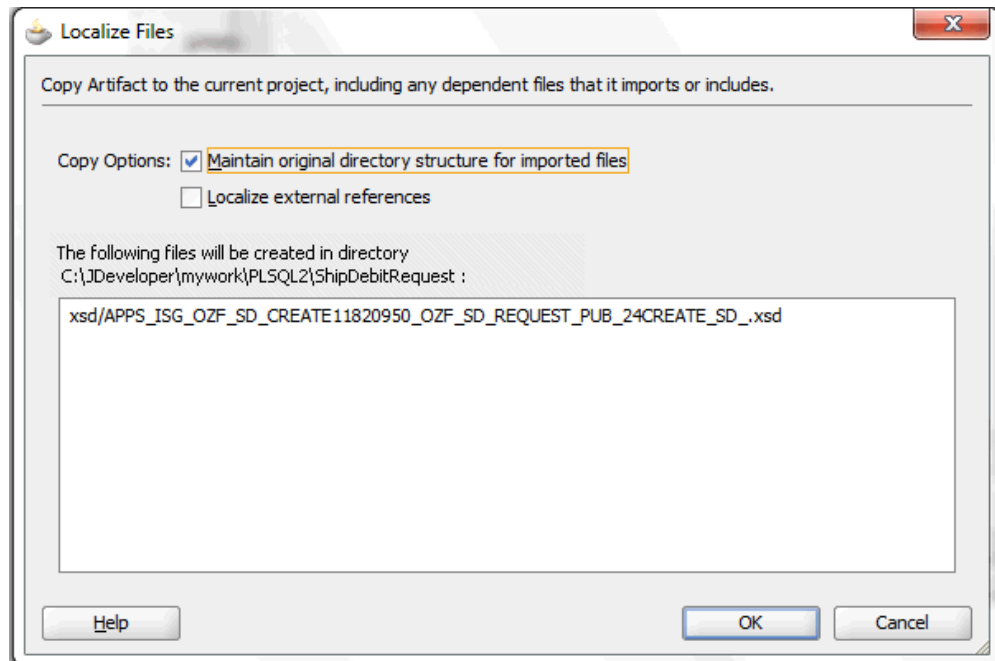 Localize Files
Copy Artifact to the current project, including any dependent files that it imports or includes.
Copy Options: Maintain original directory structure for imported files
Localize external references
The following files will be created in directory
C:\JDeveloper\mywork\PLSQL2\ShipDebitRequest :
xsd/APPS_ISG_OZF_SD_CREATE11820950_OZF_SD_REQUEST_PUB_24CREATE_SD_.xsd
Help OK Cancel